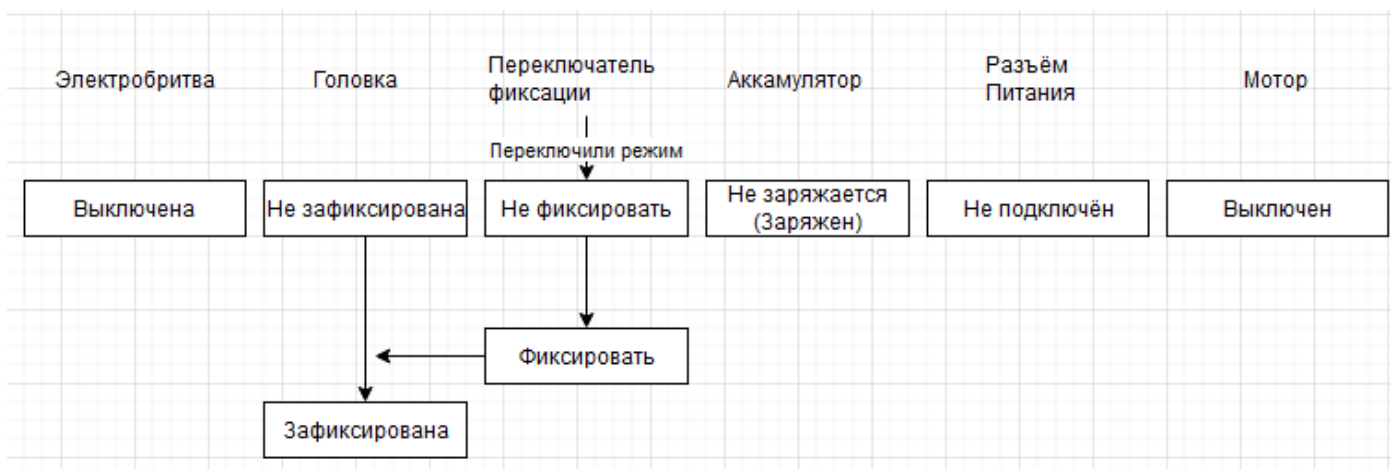 Электробритва
Головка
Переключатель
фиксации
Аккамулятор
Разъём
Питания
Мотор
Переключили режим
Выключена
Не зафиксирована
Не фиксировать
Не заряжается
(Заряжен)
Не подключён
Выключен
Фиксировать
Зафиксирована